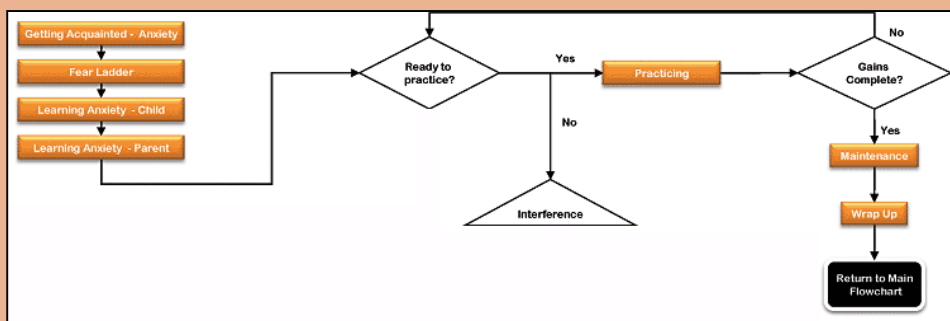 Getting Acquainted - Anxiety
Fear Ladder
Learning Anxiety - Child
Learning Anxiety - Parent
Ready to
practice?
Yes
No
Interference
Practicing
Gains
Complete?
No
Yes
Maintenance
Wrap Up
Return to Main
Flowchart